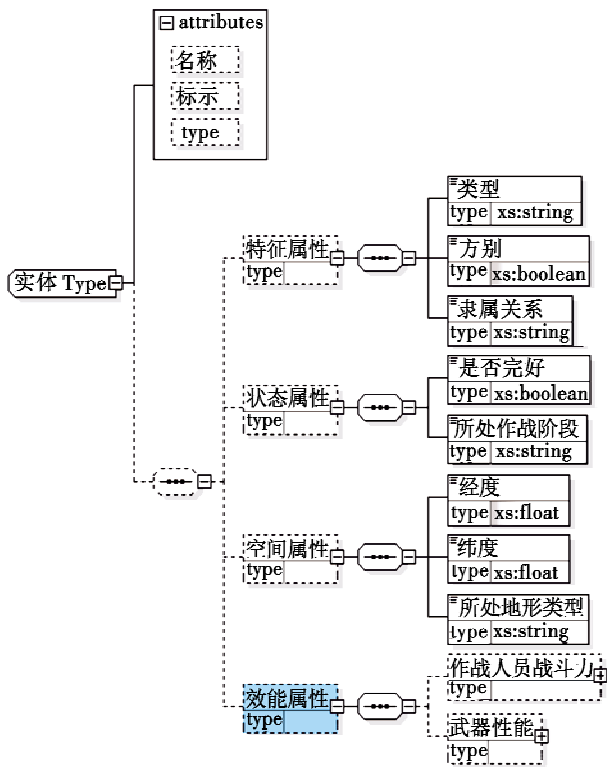 attributes
名称
标示
type
实体 Type
特征属性
type
类型
type xs:string
方别
type xs:boolean
隶属关系
type xs:string
状态属性
type
是否完好
type xs:boolean
所处作战阶段
type xs:string
空间属性
type
经度
type xs:float
纬度
type xs:float
所处地形类型
type xs:string
效能属性
type
作战人员战斗力
type
武器性能
type